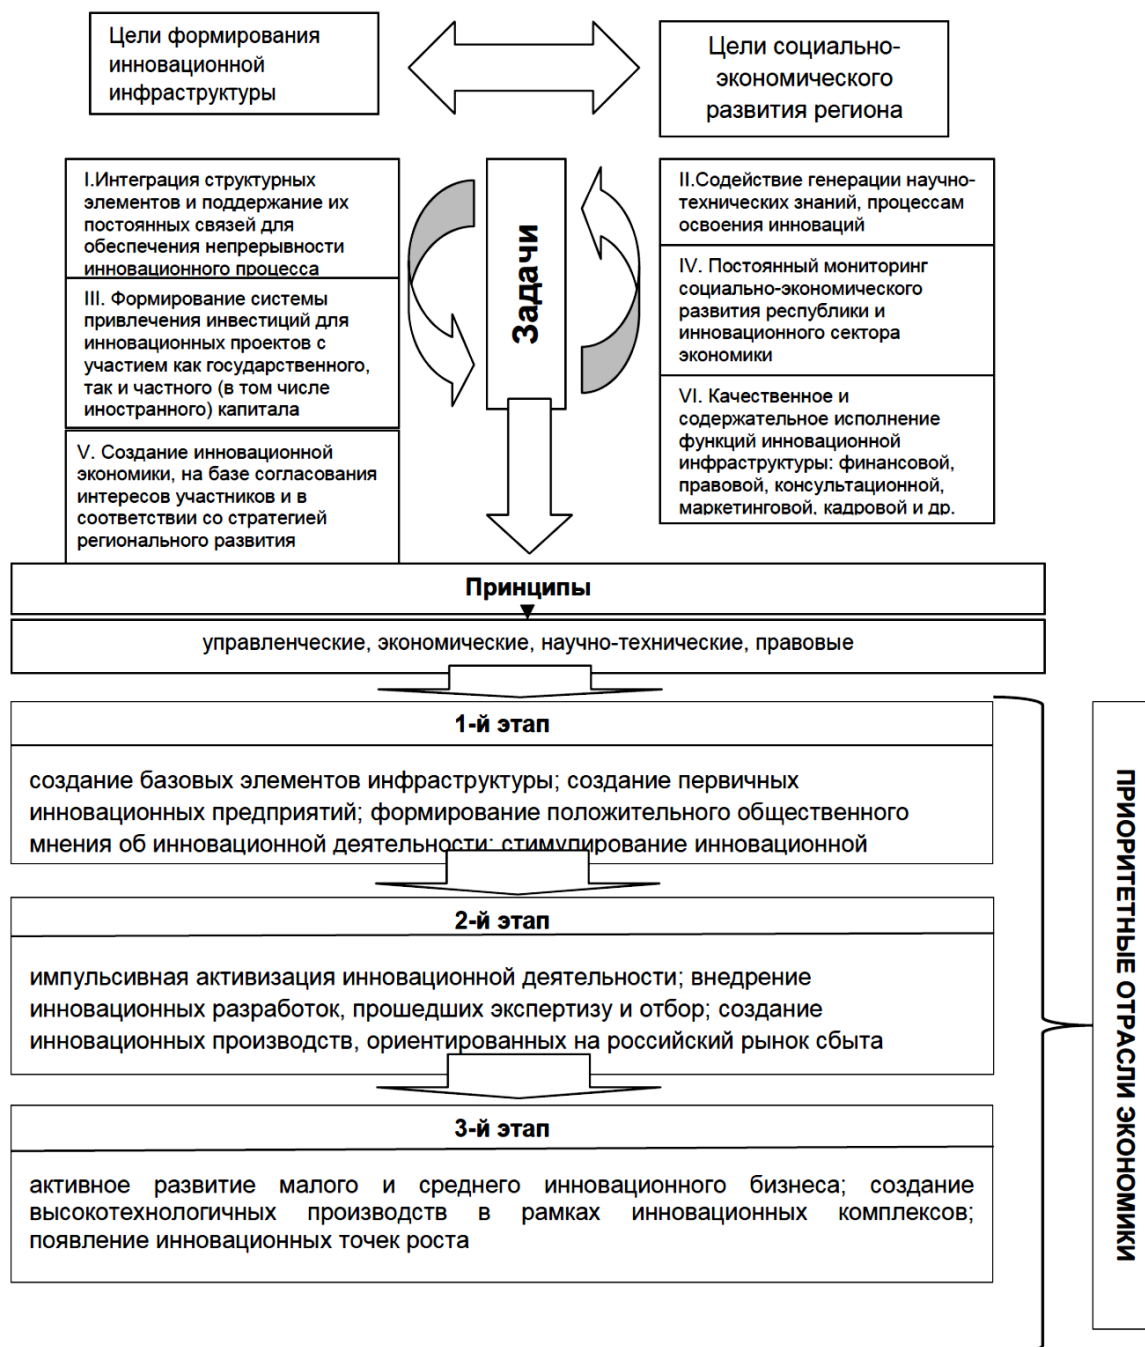 Цели формирования
инновационной
инфраструктуры
Цели социально-
экономического
развития региона
I.Интеграция структурных
элементов и поддержание их
постоянных связей для
обеспечения непрерывности
инновационного процесса
III. Формирование системы
привлечения инвестиций для
инновационных проектов с
участием как государственного,
так и частного (в том числе
иностранного) капитала
V. Создание инновационной
экономики, на базе согласования
интересов участников и в
соответствии со стратегией
регионального развития
Задачи
II.Содействие генерации научно-
технических знаний, процессам
освоения инноваций
IV. Постоянный мониторинг
социально-экономического
развития республики и
инновационного сектора
экономики
VI. Качественное и
содержательное исполнение
функций инновационной
инфраструктуры: финансовой,
правовой, консультационной,
маркетинговой, кадровой и др.
Принципы
управленческие, экономические, научно-технические, правовые
1-й этап
создание базовых элементов инфраструктуры; создание первичных
инновационных предприятий; формирование положительного общественного
мнения об инновационной деятельности; стимулирование инновационной
2-й этап
импульсивная активизация инновационной деятельности; внедрение
инновационных разработок, прошедших экспертизу и отбор; создание
инновационных производств, ориентированных на российский рынок сбыта
3-й этап
активное развитие малого и среднего инновационного бизнеса; создание
высокотехнологичных производств в рамках инновационных комплексов;
появление инновационных точек роста
ПРИОРИТЕТНЫЕ ОТРАСЛИ ЭКОНОМИКИ